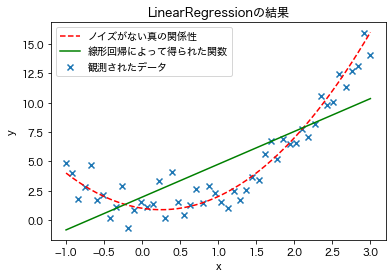 LinearRegressionの結果
ノイズがない真の関係性
線形回帰によって得られた関数
観測されたデータ
y
15.0
12.5
10.0
7.5
5.0
2.5
0.0
-1.0 -0.5 0.0 0.5 1.0 1.5 2.0 2.5 3.0
x